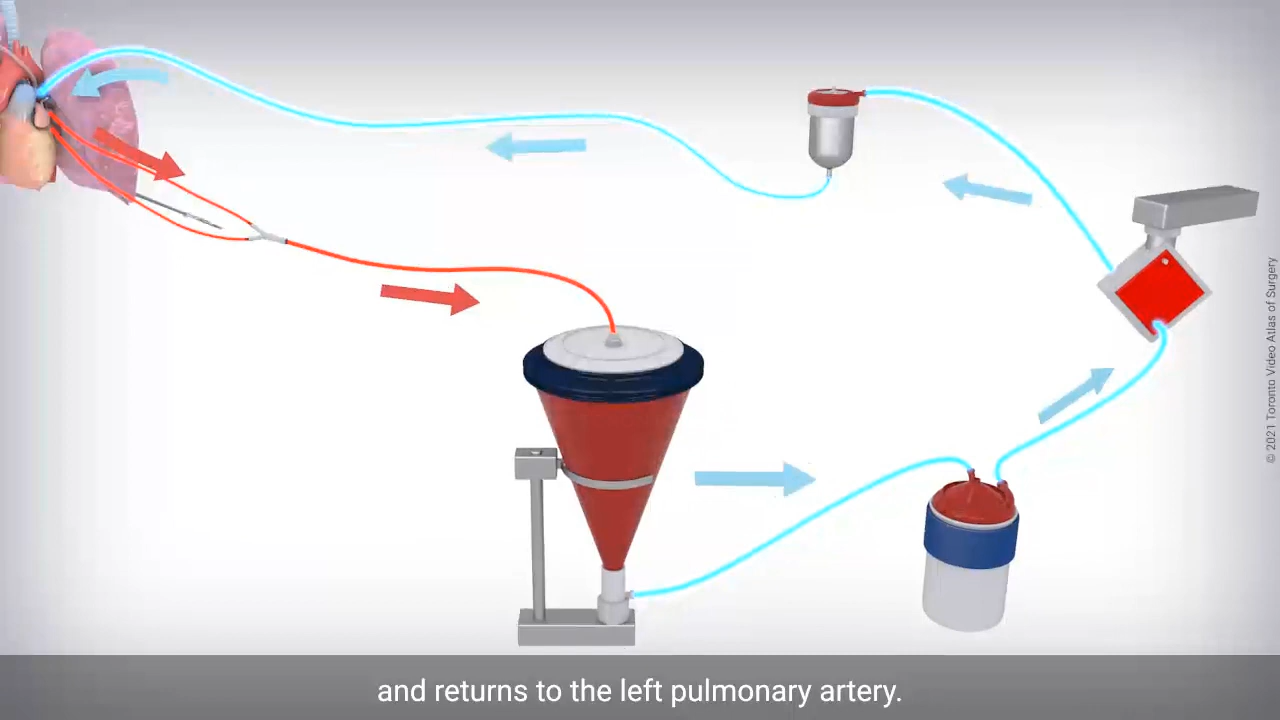 © 2021 Toronto Video Atlas of Surgery
and returns to the left pulmonary artery.